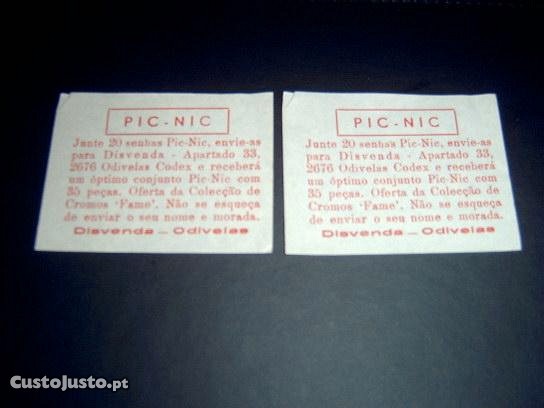 PIC-NIC
Junte 20 senhas Pic-Nic, envie-as
para Disvenda - Apartado 33,
2676 Odivelas Codex e receberá
um óptimo conjunto Pic-Nic com
35 peças. Oferta da Colecção de
Cromos 'Fame'. Não se esqueça
de enviar o seu nome e morada.
Disvenda - Odivelas
PIC-NIC
Junte 20 senhas Pic-Nic, envie-as
para Disvenda - Apartado 33,
2676 Odivelas Codex e receberá
um óptimo conjunto Pic-Nic com
35 peças. Oferta da Colecção de
Cromos 'Fame'. Não se esqueça
de enviar o seu nome e morada.
Disvenda - Odivelas
CustoJusto.pt